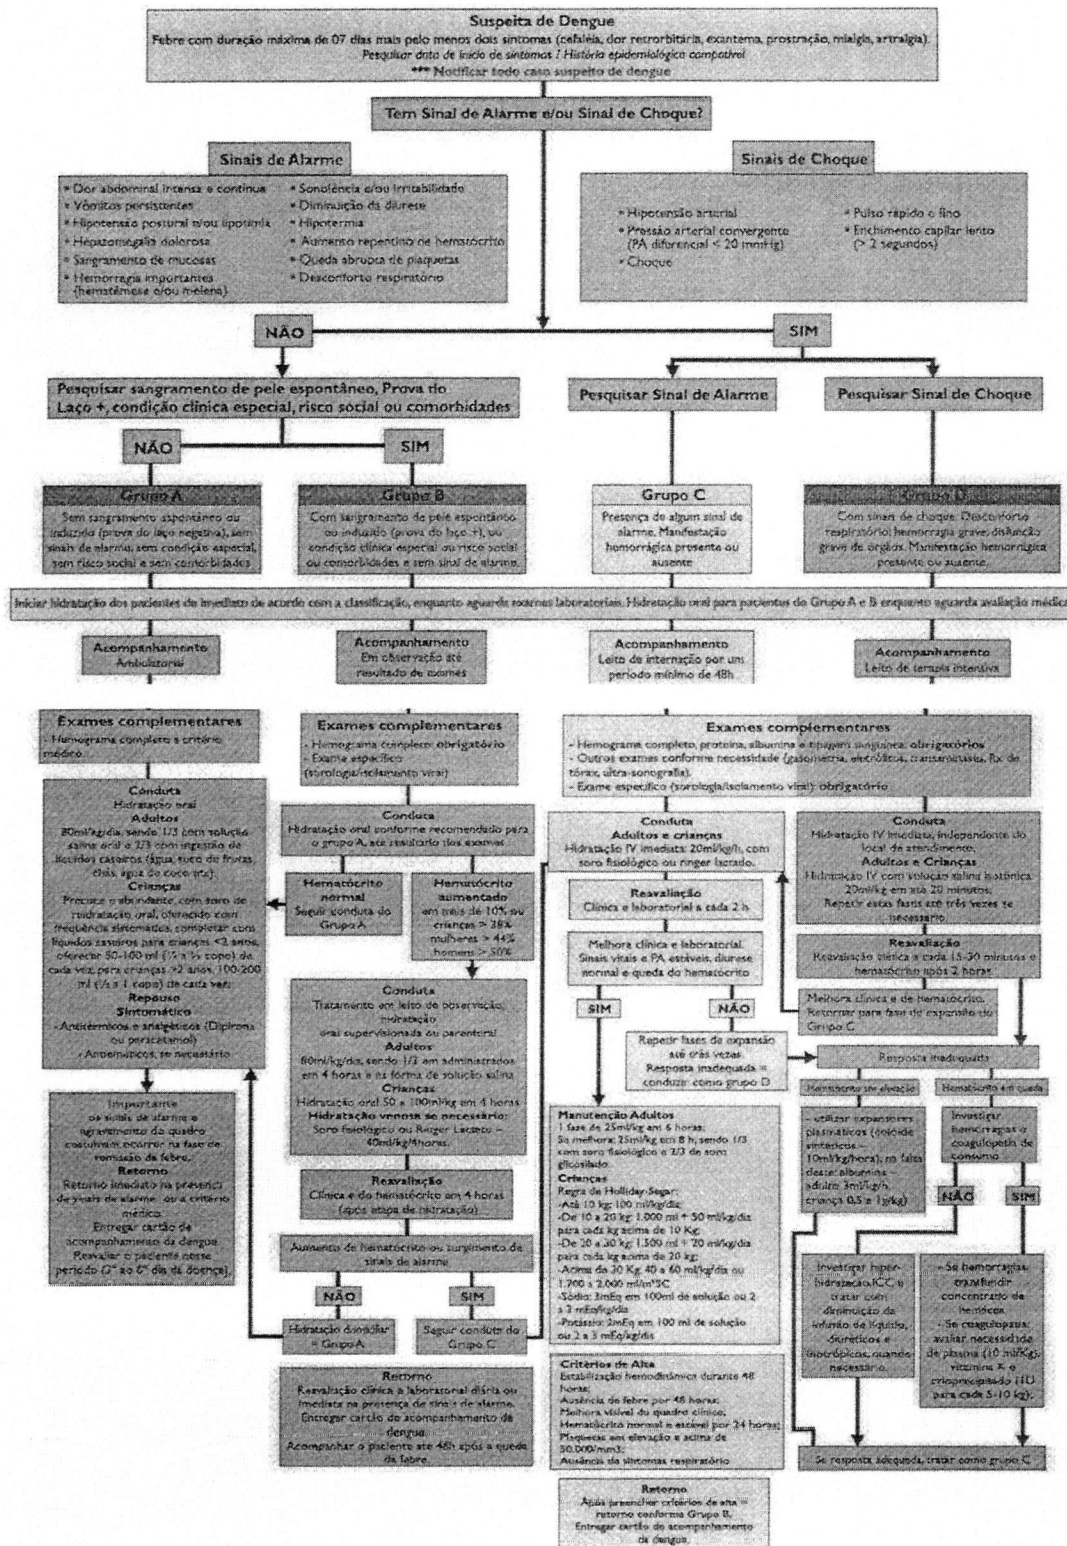 Suspeita de Dengue
Febre com duração máxima de 07 dias mais pelo menos dois sintomas (cefaléia, dor retrorbitária, exantema, prostração, mialgia, artralgia).
Pesquisar data de início de sintomas / História epidemiológica compatível
*** Notificar todo caso suspeito de dengue
Tem Sinal de Alarme e/ou Sinal de Choque?
Sinais de Alarme
• Dor abdominal intensa e contínua
• Vômitos persistentes
• Hipotensão postural e/ou lipotímia
• Hepatomegalia dolorosa
• Sangramento de mucosas
• Hemorragia importantes
(hematêmese e/ou melena)
• Sonolência e/ou irritabilidade
• Diminuição da diurese
• Hipotermia
• Aumento repentino de hematócrito
• Queda abrupta de plaquetas
• Desconforto respiratório
Sinais de Choque
• Hipotensão arterial
• Pressão arterial convergente
(PA diferencial < 20 mmHg)
• Choque
• Pulso rápido e fino
• Enchimento capilar lento
(> 2 segundos)
NÃO
SIM
Pesquisar sangramento de pele espontâneo, Prova do
Laço +, condição clínica especial, risco social ou comorbidades
Pesquisar Sinal de Alarme
Pesquisar Sinal de Choque
NÃO
SIM
Grupo A
Sem sangramento espontâneo ou
induzido (prova do laço negativa), sem
sinais de alarme, sem condição especial,
sem risco social e sem comorbidades
Grupo B
Com sangramento de pele espontâneo
ou induzido (prova do laço +), ou
condição clínica especial ou risco social
ou comorbidades e sem sinal de alarme.
Grupo C
Presença de algum sinal de
alarme. Manifestação
hemorrágica presente ou
ausente
Grupo D
Com sinais de choque. Desconforto
respiratório; hemorragia grave; disfunção
grave de órgãos. Manifestação hemorrágica
presente ou ausente.
Iniciar hidratação dos pacientes de imediato de acordo com a classificação, enquanto aguarda exames laboratoriais. Hidratação oral para pacientes do Grupo A e B enquanto aguarda avaliação médica
Acompanhamento
Ambulatorial
Acompanhamento
Em observação até
resultado de exames
Acompanhamento
Leito de internação por um
período mínimo de 48h
Acompanhamento
Leito de terapia intensiva
Exames complementares
- Hemograma completo a critério
médico
Conduta
Hidratação oral
Adultos
80ml/kg/dia, sendo 1/3 com solução
salina oral e 2/3 com ingestão de
líquidos caseiros (água, suco de frutas,
chás, água de coco etc).
Crianças
Precoce e abundante, com soro de
reidratação oral, oferecido com
frequência sistemática, completar com
líquidos caseiros para crianças <2 anos,
oferecer 50-100 ml (¼ a ½ copo) de
cada vez, para crianças >2 anos, 100-200
ml (½ a 1 copo) de cada vez;
Repouso
Sintomático
- Antitérmicos e analgésicos (Dipirona
ou paracetamol)
- Antieméticos, se necessário
Importante
os sinais de alarme e
agravamento do quadro
costumam ocorrer na fase de
remissão da febre.
Retorno
Retorno imediato na presença
de sinais de alarme ou a critério
médico.
Entregar cartão de
acompanhamento da dengue.
Reavaliar o paciente nesse
período (3º ao 6º dia da doença).
Exames complementares
- Hemograma completo: obrigatório
- Exame específico
(sorologia/isolamento viral)
Conduta
Hidratação oral conforme recomendado para
o grupo A, até resultado dos exames
Hematócrito
normal
Seguir conduta do
Grupo A
Hematócrito
aumentado
em mais de 10% ou
crianças > 38%
mulheres > 44%
homens > 50%
Conduta
Tratamento em leito de observação,
hidratação
oral supervisionada ou parenteral
Adultos
80ml/kg/dia, sendo 1/3 em administrados
em 4 horas e na forma de solução salina
Crianças
Hidratação oral 50 a 100ml/kg em 4 horas
Hidratação venosa se necessário:
Soro fisiológico ou Ringer Lactato –
40ml/kg/4horas.
Reavaliação
Clínica e do hematócrito em 4 horas
(após etapa de hidratação)
Aumento de hematócrito ou surgimento de
sinais de alarme
NÃO
SIM
Hidratação domiciliar
= Grupo A
Seguir conduta do
Grupo C
Retorno
Reavaliação clínica e laboratorial diária ou
imediata na presença de sinais de alarme.
Entregar cartão de acompanhamento da
dengue.
Acompanhar o paciente até 48h após a queda
da febre.
Exames complementares
- Hemograma completo, proteína, albumina e tipagem sanguínea: obrigatórios
- Outros exames conforme necessidade (gasometria, eletrólitos, transaminases, Rx de
tórax, ultra-sonografia).
- Exame específico (sorologia/isolamento viral): obrigatório
Conduta
Adultos e crianças
Hidratação IV imediata: 20ml/kg/h, com
soro fisiológico ou ringer lactado.
Reavaliação
Clínica e laboratorial a cada 2 h
Melhora clínica e laboratorial.
Sinais vitais e PA estáveis, diurese
normal e queda do hematócrito
SIM
NÃO
Repetir fases de expansão
até três vezes.
Resposta inadequada =
conduzir como grupo D
Manutenção Adultos
1 fase de 25ml/kg em 6 horas;
Se melhora: 25ml/kg em 8 h, sendo 1/3
com soro fisiológico e 2/3 de soro
glicosilado.
Crianças
Regra de Holliday-Segar:
-Até 10 kg: 100 ml/kg/dia;
-De 10 a 20 kg: 1.000 ml + 50 ml/kg/dia
para cada kg acima de 10 Kg;
-De 20 a 30 kg: 1.500 ml + 20 ml/kg/dia
para cada kg acima de 20 kg;
-Acima de 30 Kg: 40 a 60 ml/kg/dia ou
1.700 a 2.000 ml/m²SC
-Sódio: 3mEq em 100ml de solução ou 2
a 3 mEq/kg/dia
-Potássio: 2mEq em 100 ml de solução
ou 2 a 3 mEq/kg/dia
Critérios de Alta
Estabilização hemodinâmica durante 48
horas;
Ausência de febre por 48 horas;
Melhora visível do quadro clínico;
Hematócrito normal e estável por 24 horas;
Plaquetas em elevação e acima de
50.000/mm3;
Ausência de sintomas respiratório
Retorno
Após preencher critérios de alta =
retorno conforme Grupo B.
Entregar cartão de acompanhamento
da dengue.
Conduta
Hidratação IV imediata, independente do
local de atendimento.
Adultos e Crianças
Hidratação IV com solução salina isotônica:
20ml/kg em até 20 minutos.
Repetir estas fases até três vezes se
necessário
Reavaliação
Reavaliação clínica a cada 15-30 minutos e
hematócrito após 2 horas
Melhora clínica e de hematócrito.
Retornar para fase de expansão do
Grupo C
Resposta inadequada
Hematócrito em elevação
Hematócrito em queda
- utilizar expansores
plasmáticos (colóide
sintéticos –
10ml/kg/hora); na falta
deste: albumina –
adulto 3ml/kg/h,
criança 0,5 a 1g/kg)
Investigar
hemorragias e
coagulopatia de
consumo
NÃO
SIM
Investigar hiper-
hidratação, ICC e
tratar com
diminuição da
infusão de líquido,
diuréticos e
inotrópicos, quando
necessário.
- Se hemorragias,
transfundir
concentrado de
hemácea
- Se coagulopatia:
avaliar necessidade
de plasma (10 ml/Kg),
vitamina K e
crioprecipitado (1U
para cada 5-10 kg);
Se resposta adequada, tratar como grupo C